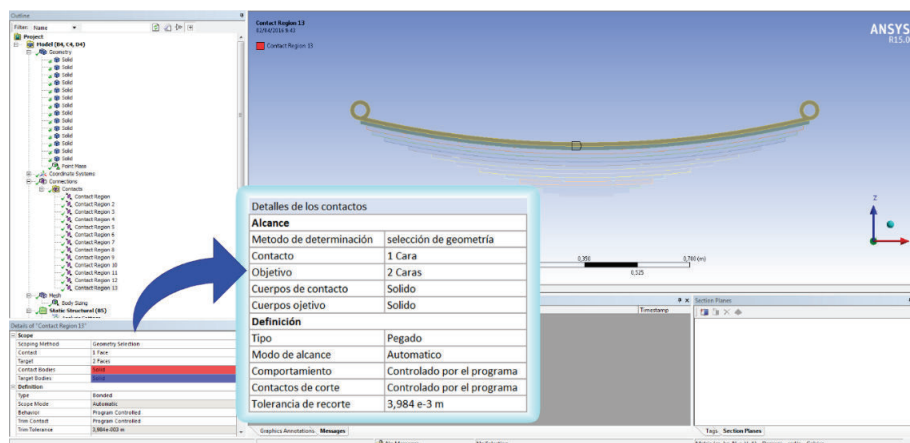 Outline
Filter: Name
Project
Model (B4, C4, D4)
Geometry
Solid
Solid
Solid
Solid
Solid
Solid
Solid
Solid
Solid
Solid
Solid
Solid
Solid
Solid
Point Mass
Coordinate Systems
Connections
Contacts
Contact Region
Contact Region 2
Contact Region 3
Contact Region 4
Contact Region 5
Contact Region 6
Contact Region 7
Contact Region 8
Contact Region 9
Contact Region 10
Contact Region 11
Contact Region 12
Contact Region 13
Mesh
Body Sizing
Static Structural (B5)
Details of "Contact Region 13"
Scope
Scoping Method Geometry Selection
Contact 1 Face
Target 2 Faces
Contact Bodies Solid
Target Bodies Solid
Definition
Type Bonded
Scope Mode Automatic
Behavior Program Controlled
Trim Contact Program Controlled
Trim Tolerance 3,984e-003 m
Contact Region 13
02/04/2016 9:43
Contact Region 13
ANSYS
R15.0
Z
0,350 0,700 (m)
0,525
Detalles de los contactos
Alcance
Metodo de determinación selección de geometría
Contacto 1 Cara
Objetivo 2 Caras
Cuerpos de contacto Solido
Cuerpos ojetivo Solido
Definición
Tipo Pegado
Modo de alcance Automatico
Comportamiento Controlado por el programa
Contactos de corte Controlado por el programa
Tolerancia de recorte 3,984 e-3 m
Timestamp
Section Planes
Graphics Annotations Messages
Tags Section Planes